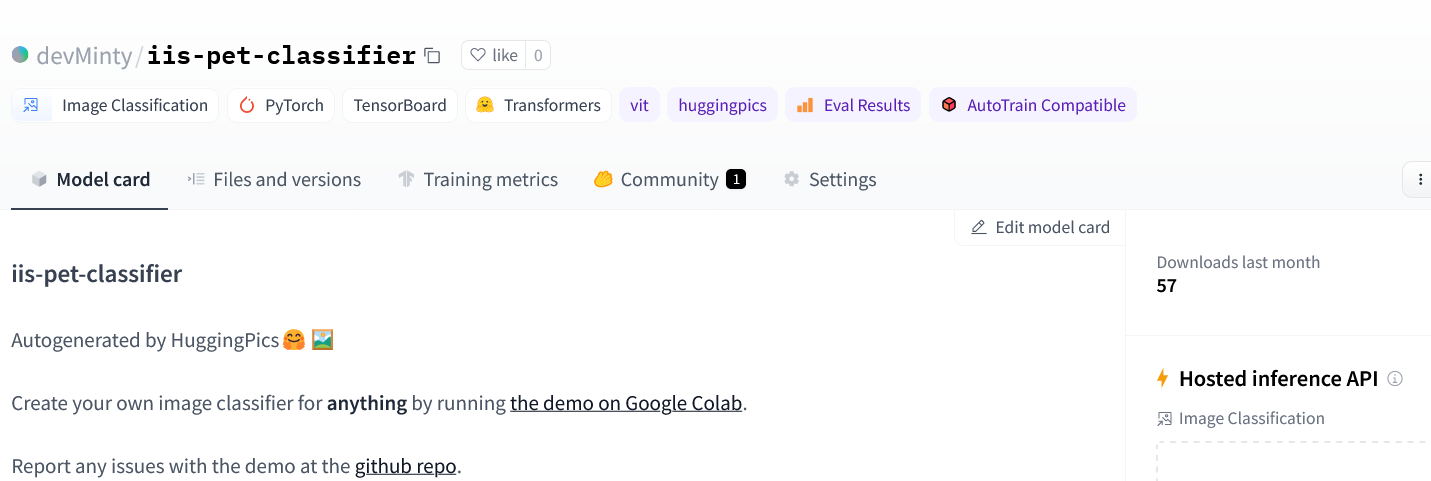 devMinty/iis-pet-classifier like 0
Image Classification PyTorch TensorBoard Transformers vit huggingpics Eval Results AutoTrain Compatible
Model card Files and versions Training metrics Community 1 Settings
Edit model card
iis-pet-classifier
Autogenerated by HuggingPics🤗 🖼️
Create your own image classifier for anything by running the demo on Google Colab.
Report any issues with the demo at the github repo.
Downloads last month
57
Hosted inference API
Image Classification